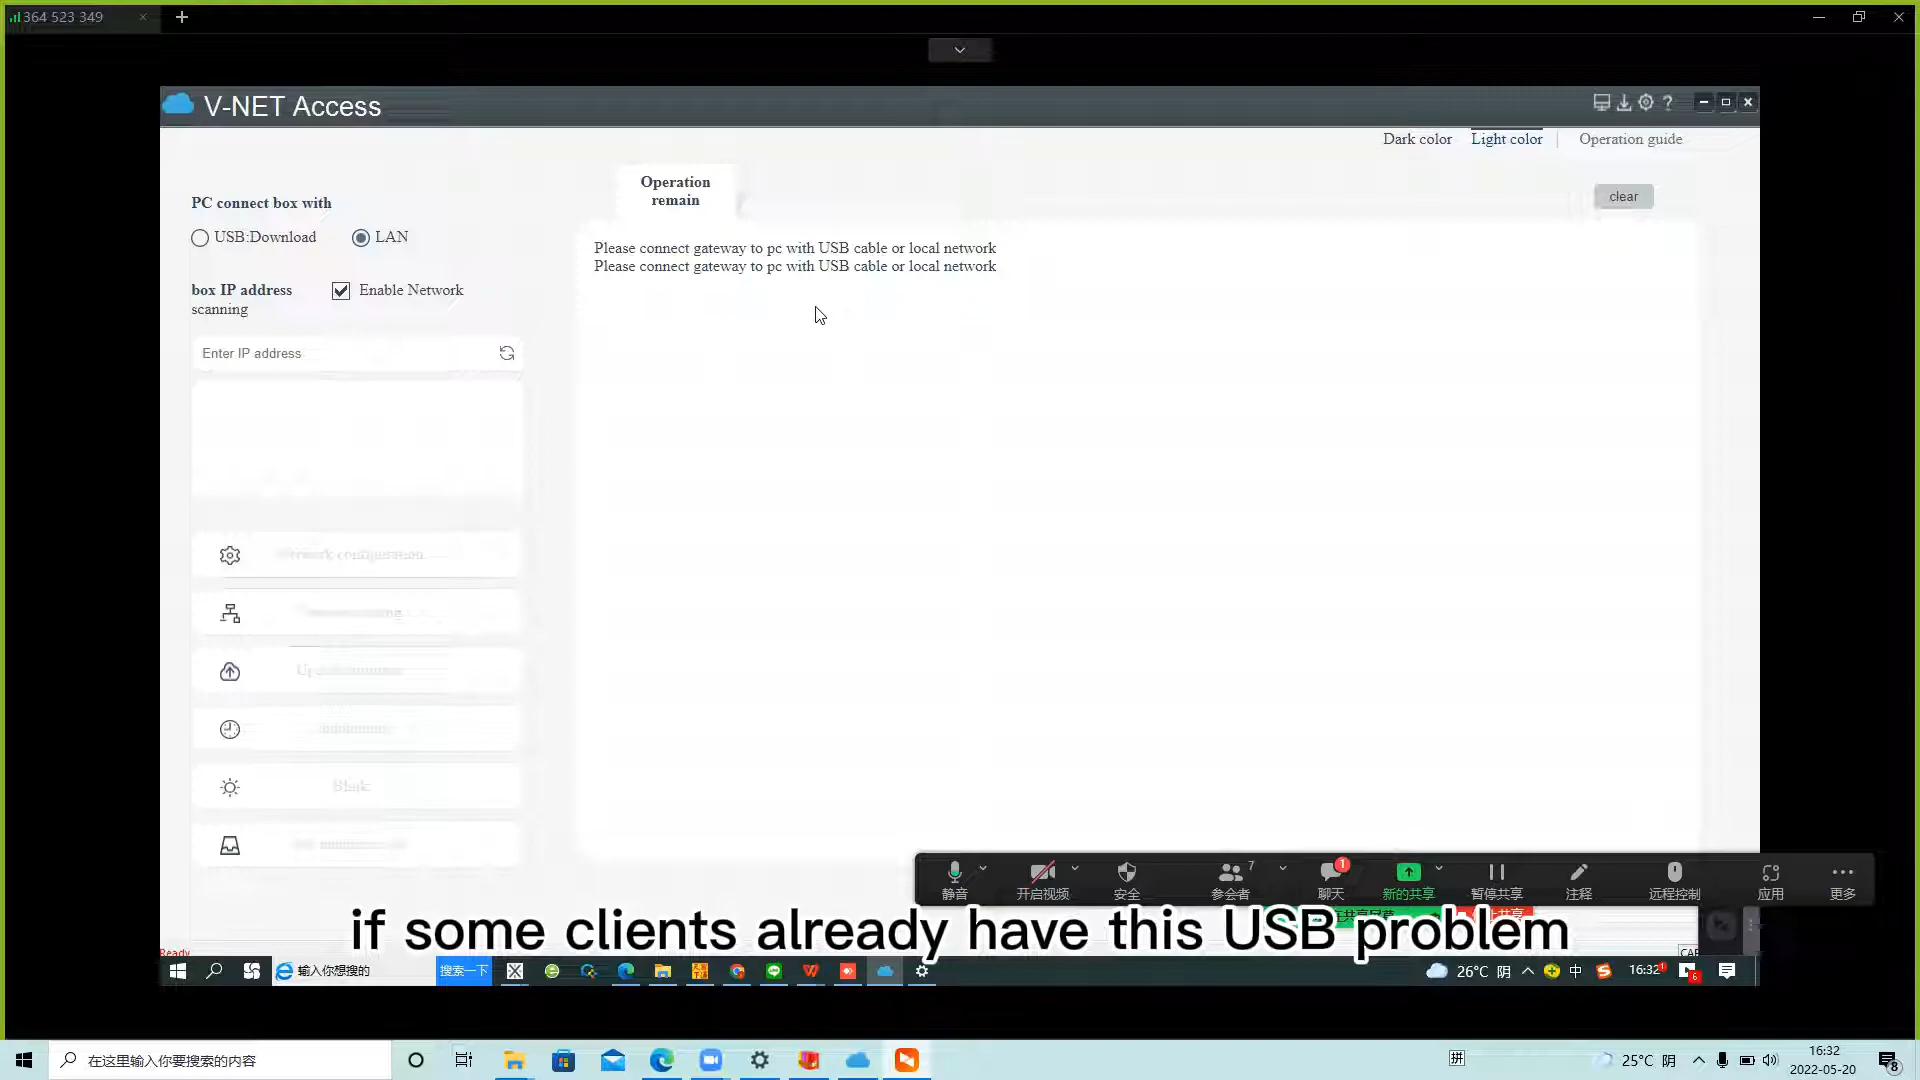 364 523 349
V-NET Access
Dark color Light color Operation guide
PC connect box with
USB:Download LAN
box IP address Enable Network
scanning
Enter IP address
Operation
remain
clear
Please connect gateway to pc with USB cable or local network
Please connect gateway to pc with USB cable or local network
Blink
静音 开启视频 安全 参会者 7 聊天 1 新的共享 暂停共享 注释 远程控制 应用 更多
if some clients already have this USB problem
Ready
输入你想搜的 搜索一下
26°C 阴 中 16:32
在这里输入你要搜索的内容
拼 25°C 阴 16:32
2022-05-20
8